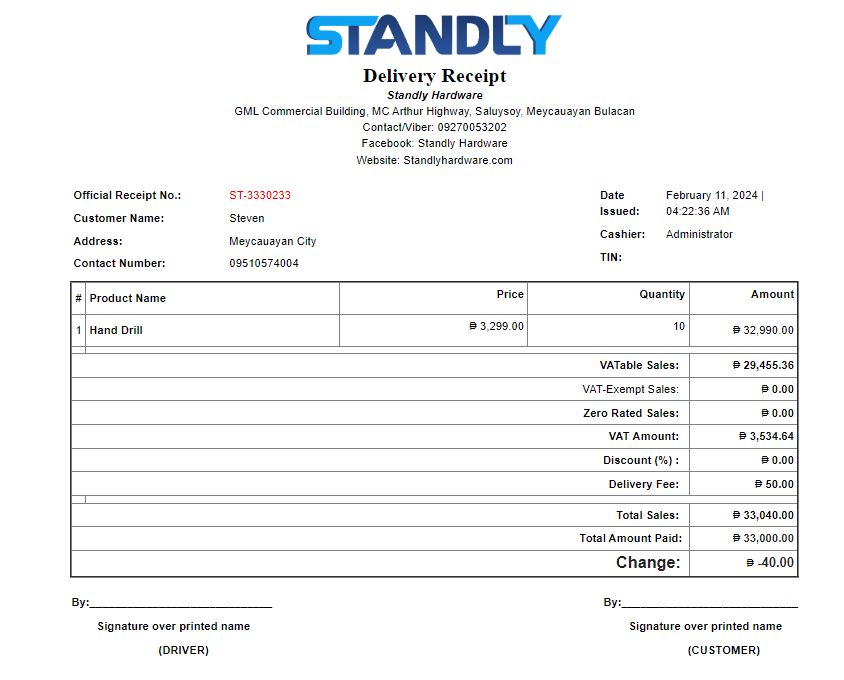 STANDLY
Delivery Receipt
Standly Hardware
GML Commercial Building, MC Arthur Highway, Saluysoy, Meycauayan Bulacan
Contact/Viber: 09270053202
Facebook: Standly Hardware
Website: Standlyhardware.com
Official Receipt No.: ST-3330233
Customer Name: Steven
Address: Meycauayan City
Contact Number: 09510574004
Date Issued: February 11, 2024 | 04:22:36 AM
Cashier: Administrator
TIN:
# Product Name Price Quantity Amount
1 Hand Drill ₱ 3,299.00 10 ₱ 32,990.00
VATable Sales: ₱ 29,455.36
VAT-Exempt Sales: ₱ 0.00
Zero Rated Sales: ₱ 0.00
VAT Amount: ₱ 3,534.64
Discount (%) : ₱ 0.00
Delivery Fee: ₱ 50.00
Total Sales: ₱ 33,040.00
Total Amount Paid: ₱ 33,000.00
Change: ₱ -40.00
By:____________________________ By:____________________________
Signature over printed name Signature over printed name
(DRIVER) (CUSTOMER)